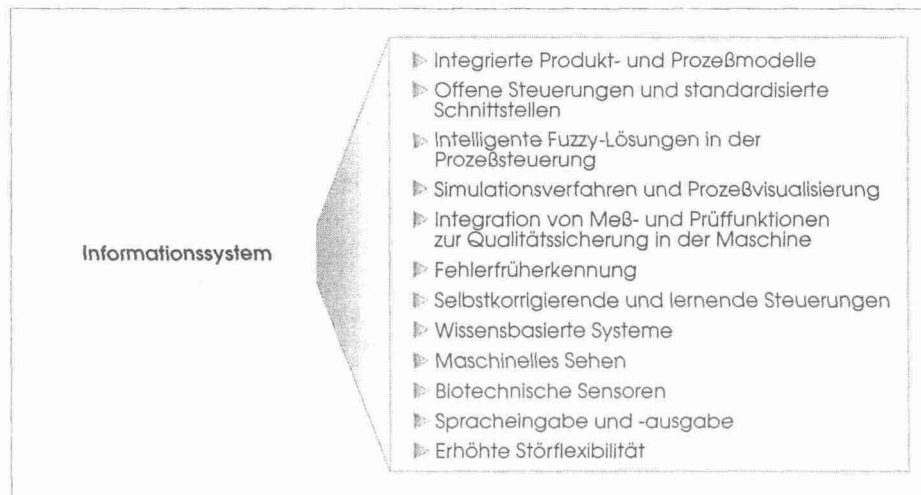 Informationssystem
Integrierte Produkt- und Prozeßmodelle
Offene Steuerungen und standardisierte
Schnittstellen
Intelligente Fuzzy-Lösungen in der
Prozeßsteuerung
Simulationsverfahren und Prozeßvisualisierung
Integration von Meß- und Prüffunktionen
zur Qualitätssicherung in der Maschine
Fehlerfrüherkennung
Selbstkorrigierende und lernende Steuerungen
Wissensbasierte Systeme
Maschinelles Sehen
Biotechnische Sensoren
Spracheingabe und -ausgabe
Erhöhte Störflexibilität